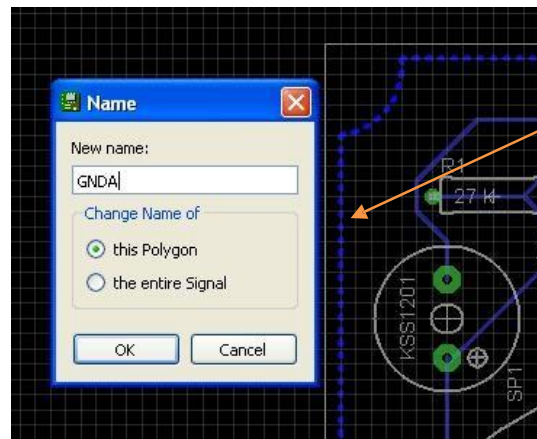 Name
New name:
GNDA
Change Name of
this Polygon
the entire Signal
OK
Cancel
R1
27 K
KSS1201
SP1